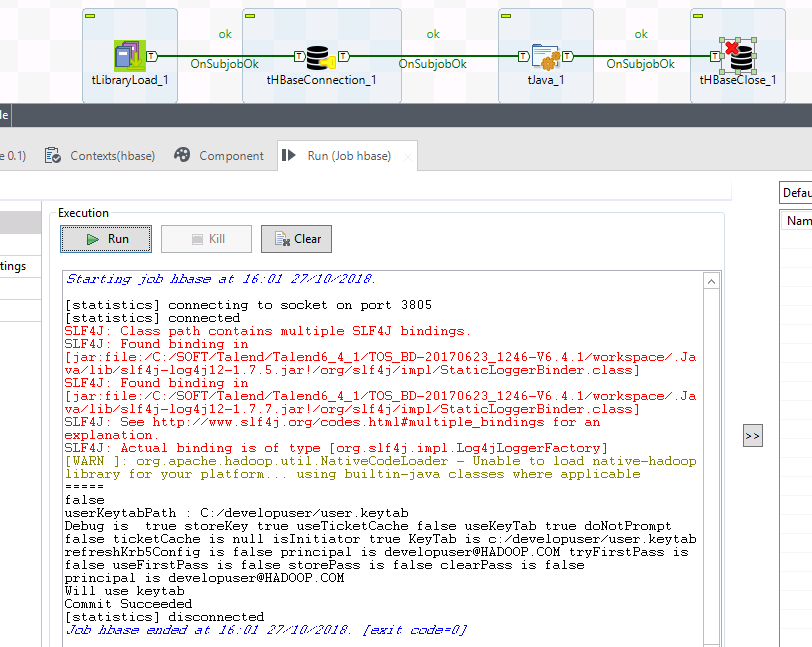 ok ok ok
T T T T T T
OnSubjobOk OnSubjobOk OnSubjobOk
tLibraryLoad_1 tHBaseConnection_1 tJava_1 tHBaseClose_1
le
e 0.1) Contexts(hbase) Component Run (Job hbase)
Defau
Nam
tings
Execution
Run Kill Clear
Starting job hbase at 16:01 27/10/2018.
[statistics] connecting to socket on port 3805
[statistics] connected
SLF4J: Class path contains multiple SLF4J bindings.
SLF4J: Found binding in
[jar:file:/C:/SOFT/Talend/Talend6_4_1/TOS_BD-20170623_1246-V6.4.1/workspace/.Ja
va/lib/slf4j-log4j12-1.7.5.jar!/org/slf4j/impl/StaticLoggerBinder.class]
SLF4J: Found binding in
[jar:file:/C:/SOFT/Talend/Talend6_4_1/TOS_BD-20170623_1246-V6.4.1/workspace/.Ja
va/lib/slf4j-log4j12-1.7.7.jar!/org/slf4j/impl/StaticLoggerBinder.class]
SLF4J: See http://www.slf4j.org/codes.html#multiple_bindings for an
explanation.
SLF4J: Actual binding is of type [org.slf4j.impl.Log4jLoggerFactory]
[WARN ]: org.apache.hadoop.util.NativeCodeLoader - Unable to load native-hadoop
library for your platform... using builtin-java classes where applicable
=====
false
userKeytabPath : C:/developuser/user.keytab
Debug is  true storeKey true useTicketCache false useKeyTab true doNotPrompt
false ticketCache is null isInitiator true KeyTab is c:/developuser/user.keytab
refreshKrb5Config is false principal is developuser@HADOOP.COM tryFirstPass is
false useFirstPass is false storePass is false clearPass is false
principal is developuser@HADOOP.COM
Will use keytab
Commit Succeeded
[statistics] disconnected
Job hbase ended at 16:01 27/10/2018. [exit code=0]
>>